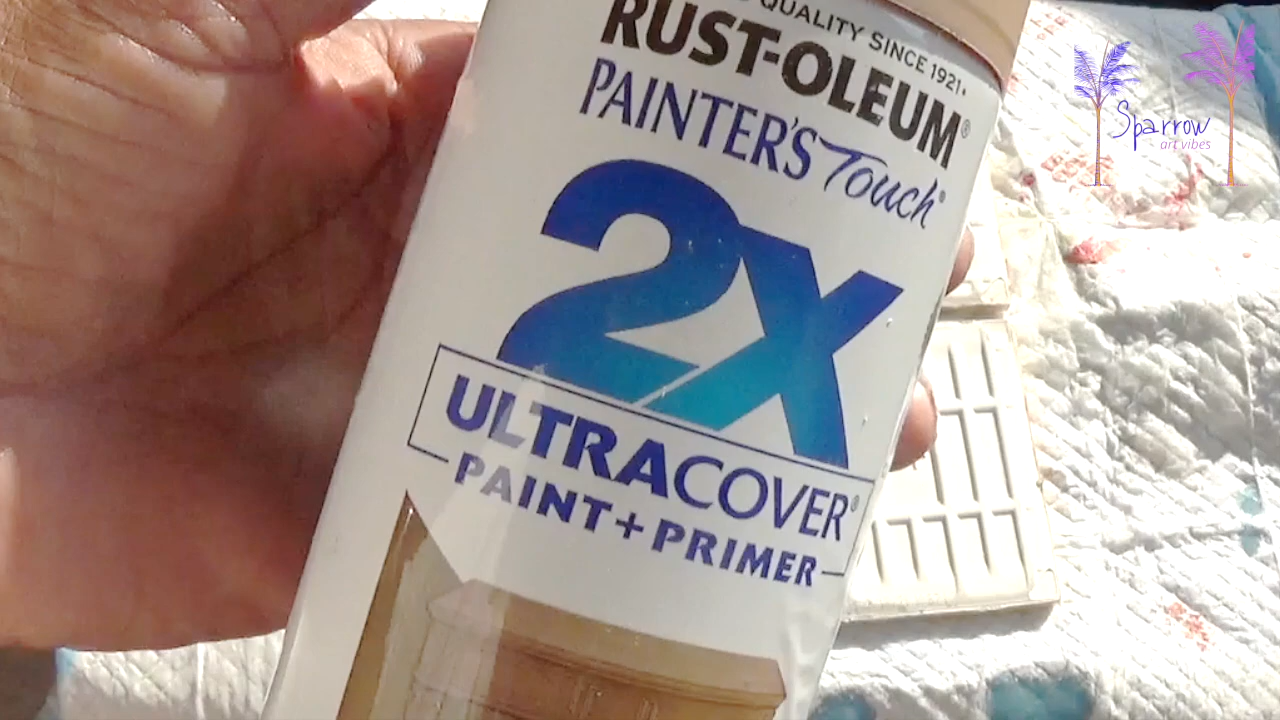 QUALITY SINCE 1921
RUST-OLEUM®
PAINTER'S Touch®
2X
ULTRACOVER®
PAINT+PRIMER
Sparrow
art vibes